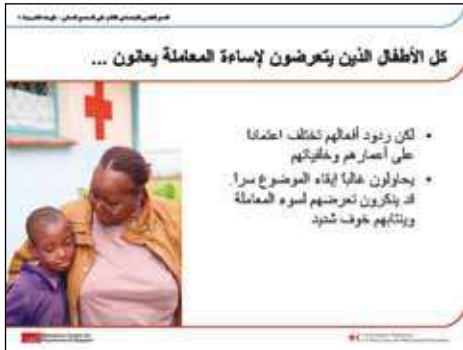 كل الأطفال الذين يتعرضون لإساءة المعاملة يعانون ...
• لكن ردود أفعالهم تختلف اعتمادا
على أعمارهم وخلفياتهم
• يحاولون غالبا إبقاء الموضوع سرا.
قد ينكرون تعرضهم لسوء المعاملة
وينتابهم خوف شديد